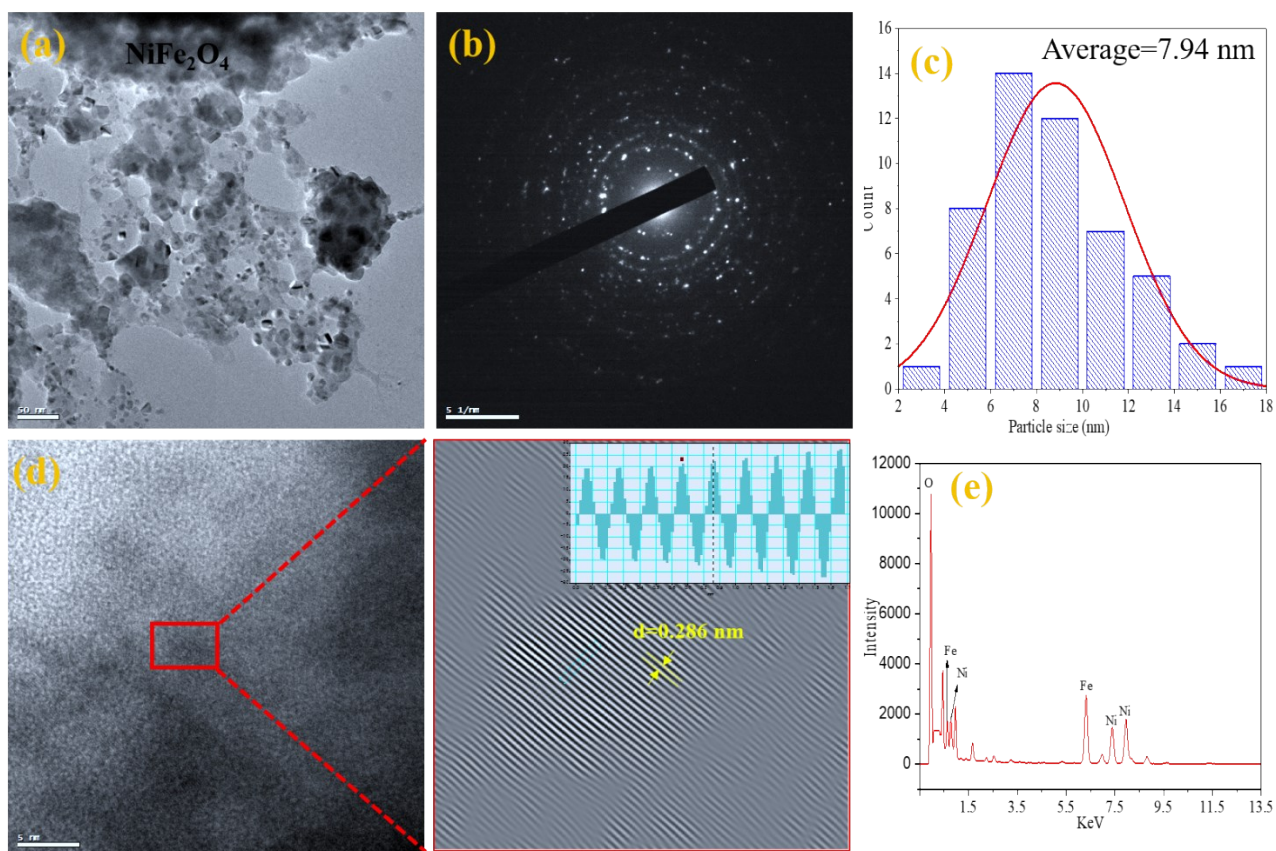 (a)
NiFe₂O₄
50 nm
(b)
5 1/nm
(c)
Average=7.94 nm
16
14
12
10
8
6
4
2
0
Count
2 4 6 8 10 12 14 16 18
Particle size (nm)
(d)
5 nm
d=0.286 nm
(e)
12000
10000
8000
6000
4000
2000
0
Intensity
O
Fe
Ni
Fe
Ni
Ni
1.5 3.5 5.5 7.5 9.5 11.5 13.5
KeV